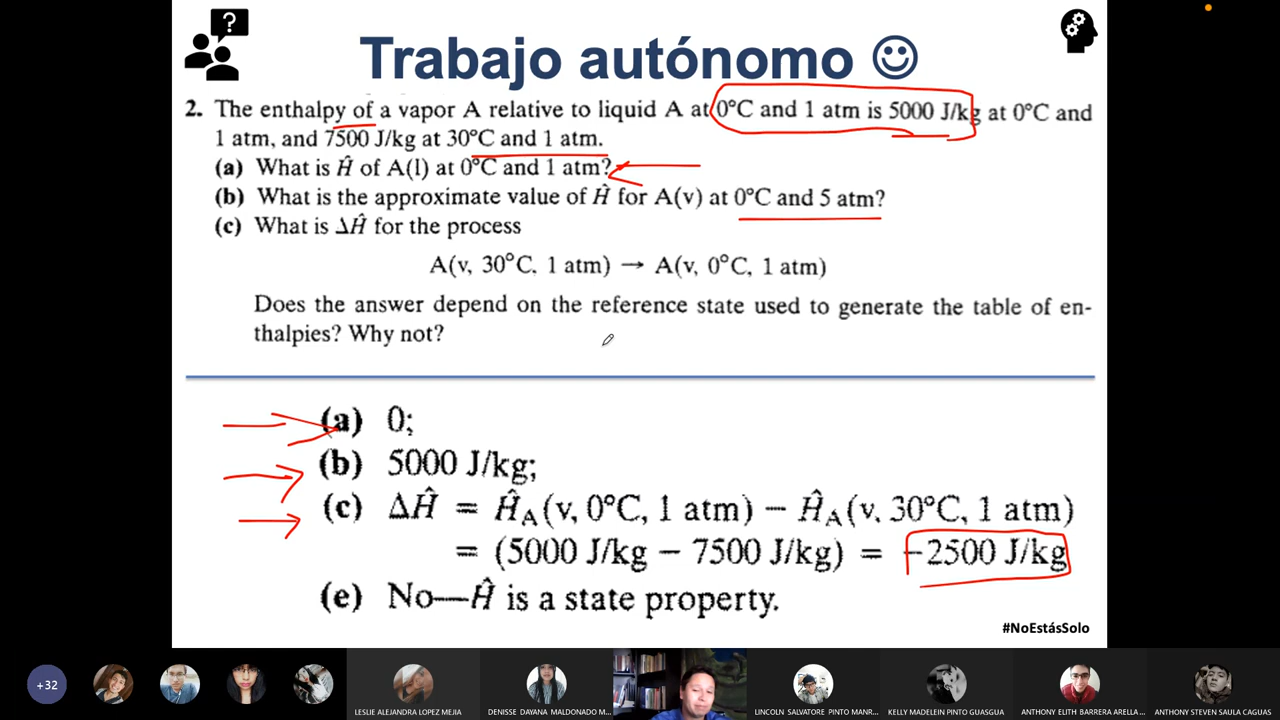 ?
Trabajo autónomo ☺
2. The enthalpy of a vapor A relative to liquid A at 0°C and 1 atm is 5000 J/kg at 0°C and
1 atm, and 7500 J/kg at 30°C and 1 atm.
(a) What is Ĥ of A(l) at 0°C and 1 atm?
(b) What is the approximate value of Ĥ for A(v) at 0°C and 5 atm?
(c) What is ΔĤ for the process
A(v, 30°C, 1 atm) → A(v, 0°C, 1 atm)
Does the answer depend on the reference state used to generate the table of en-
thalpies? Why not?
(a) 0;
(b) 5000 J/kg;
(c) ΔĤ = Ĥ_A(v, 0°C, 1 atm) − Ĥ_A(v, 30°C, 1 atm)
= (5000 J/kg − 7500 J/kg) = −2500 J/kg
(e) No—Ĥ is a state property.
#NoEstásSolo
+32
LESLIE ALEJANDRA LOPEZ MEJIA
DENISSE DAYANA MALDONADO M...
LINCOLN SALVATORE PINTO MANR...
KELLY MADELEIN PINTO GUASGUA
ANTHONY ELITH BARRERA ARELLA ...
ANTHONY STEVEN SAULA CAGUAS